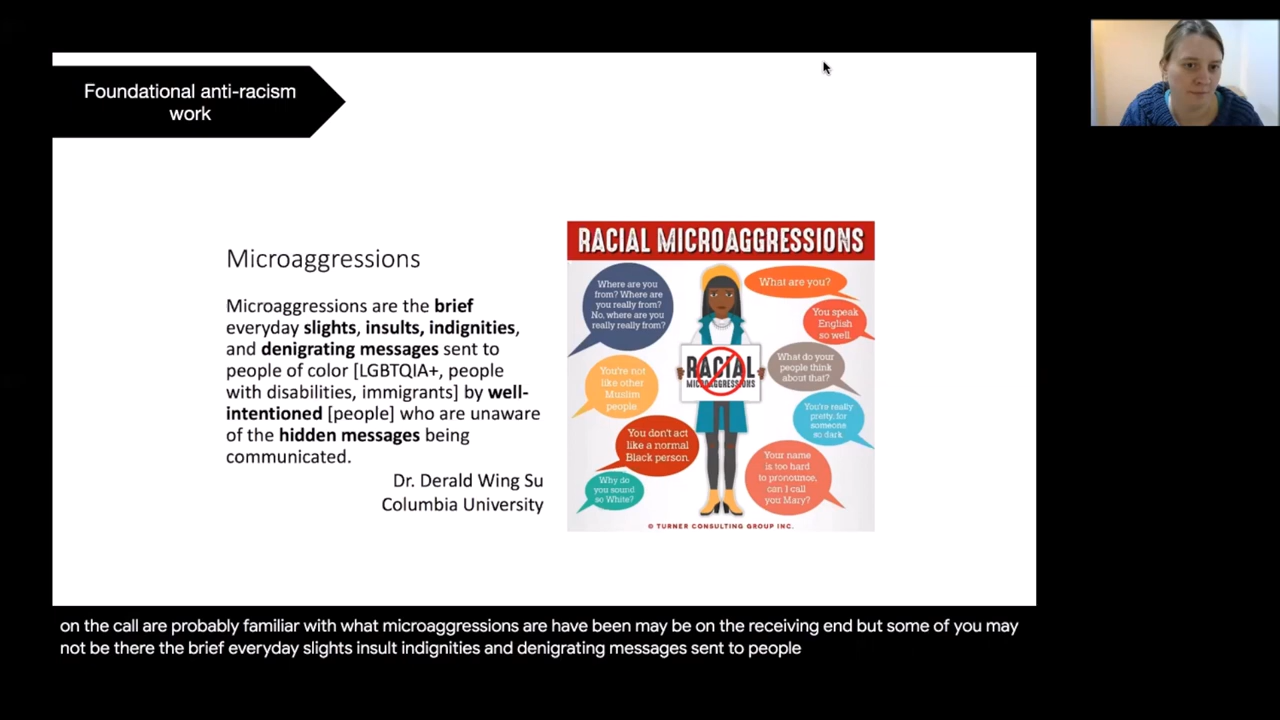 Foundational anti-racism
work
Microaggressions
Microaggressions are the brief
everyday slights, insults, indignities,
and denigrating messages sent to
people of color [LGBTQIA+, people
with disabilities, immigrants] by well-
intentioned [people] who are unaware
of the hidden messages being
communicated.
Dr. Derald Wing Su
Columbia University
RACIAL MICROAGGRESSIONS
Where are you
from? Where are
you really from?
No, where are you
really really from?
What are you?
You speak
English
so well.
RACIAL
MICROAGGRESSIONS
What do your
people think
about that?
You're not
like other
Muslim
people.
You're really
pretty, for
someone
so dark
You don't act
like a normal
Black person.
Your name
is too hard
to pronounce,
can I call
you Mary?
Why do
you sound
so White?
© TURNER CONSULTING GROUP INC.
on the call are probably familiar with what microaggressions are have been may be on the receiving end but some of you may
not be there the brief everyday slights insult indignities and denigrating messages sent to people